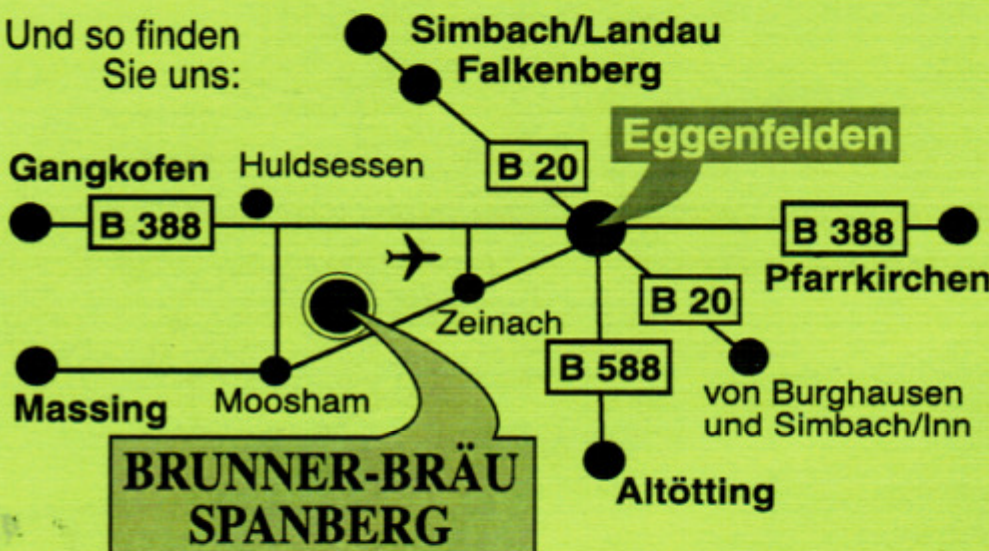 Und so finden
Sie uns:
Simbach/Landau
Falkenberg
Eggenfelden
B 20
Gangkofen
Huldsessen
B 388
B 388
Pfarrkirchen
B 20
Zeinach
B 588
Massing
Moosham
von Burghausen
und Simbach/Inn
BRUNNER-BRÄU
SPANBERG
Altötting